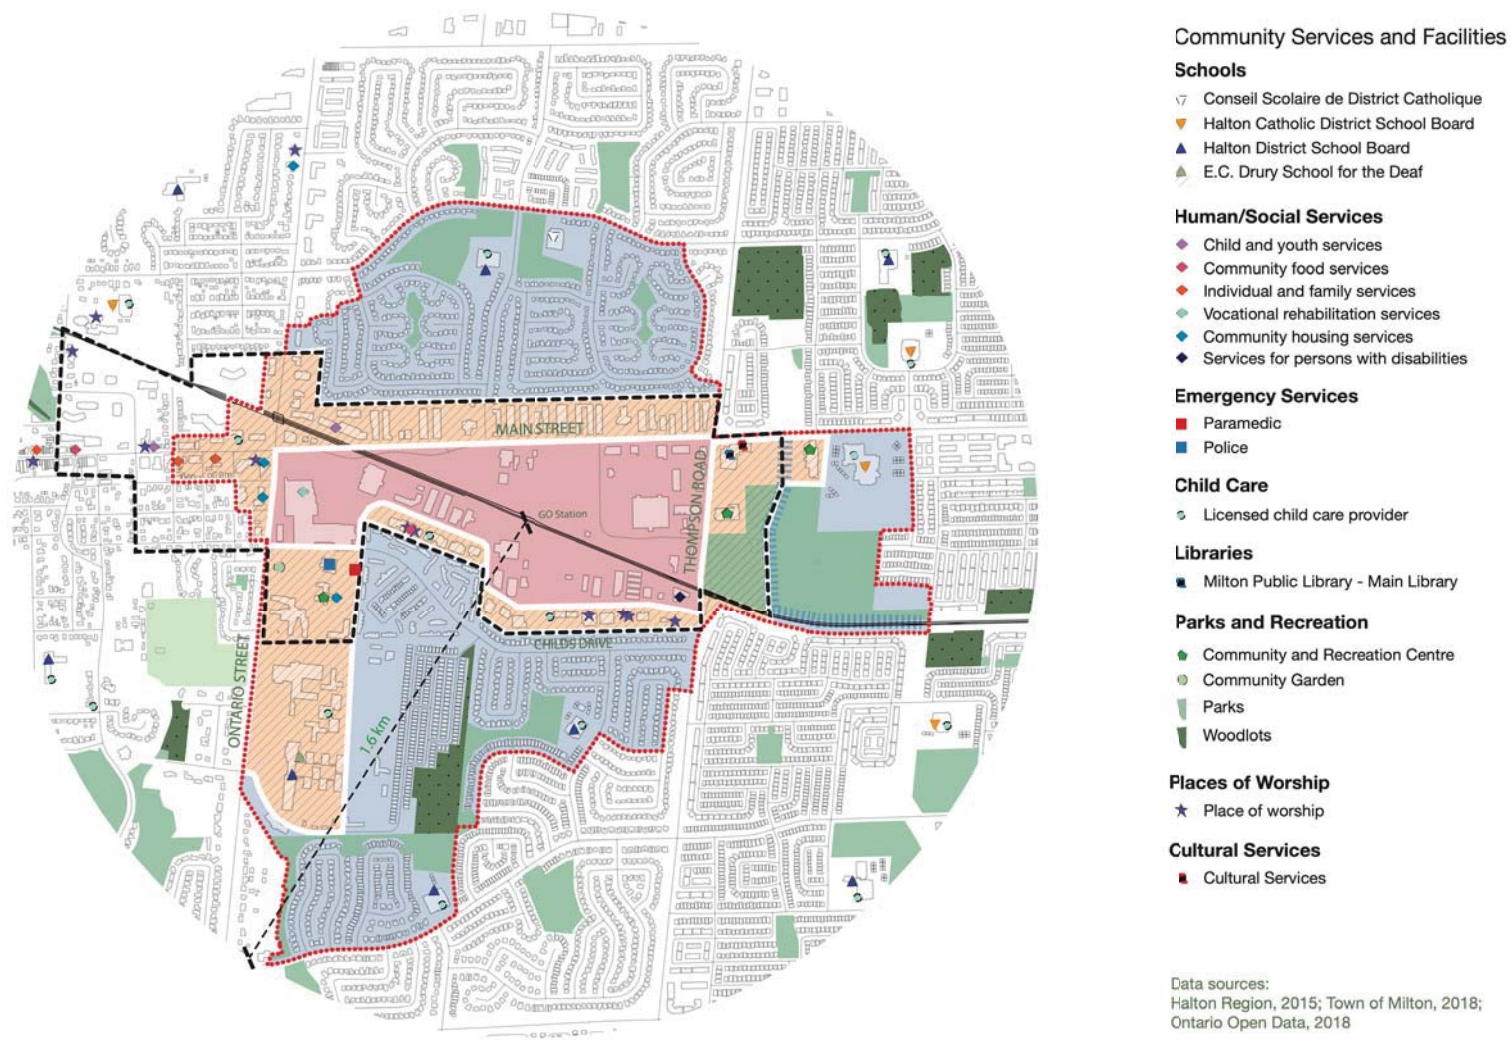 Community Services and Facilities
Schools
Conseil Scolaire de District Catholique
Halton Catholic District School Board
Halton District School Board
E.C. Drury School for the Deaf
Human/Social Services
Child and youth services
Community food services
Individual and family services
Vocational rehabilitation services
Community housing services
Services for persons with disabilities
Emergency Services
Paramedic
Police
Child Care
Licensed child care provider
Libraries
Milton Public Library - Main Library
Parks and Recreation
Community and Recreation Centre
Community Garden
Parks
Woodlots
Places of Worship
Place of worship
Cultural Services
Cultural Services
Data sources:
Halton Region, 2015; Town of Milton, 2018;
Ontario Open Data, 2018
MAIN STREET
THOMPSON ROAD
GO Station
CHILDS DRIVE
ONTARIO STREET
1.6 km